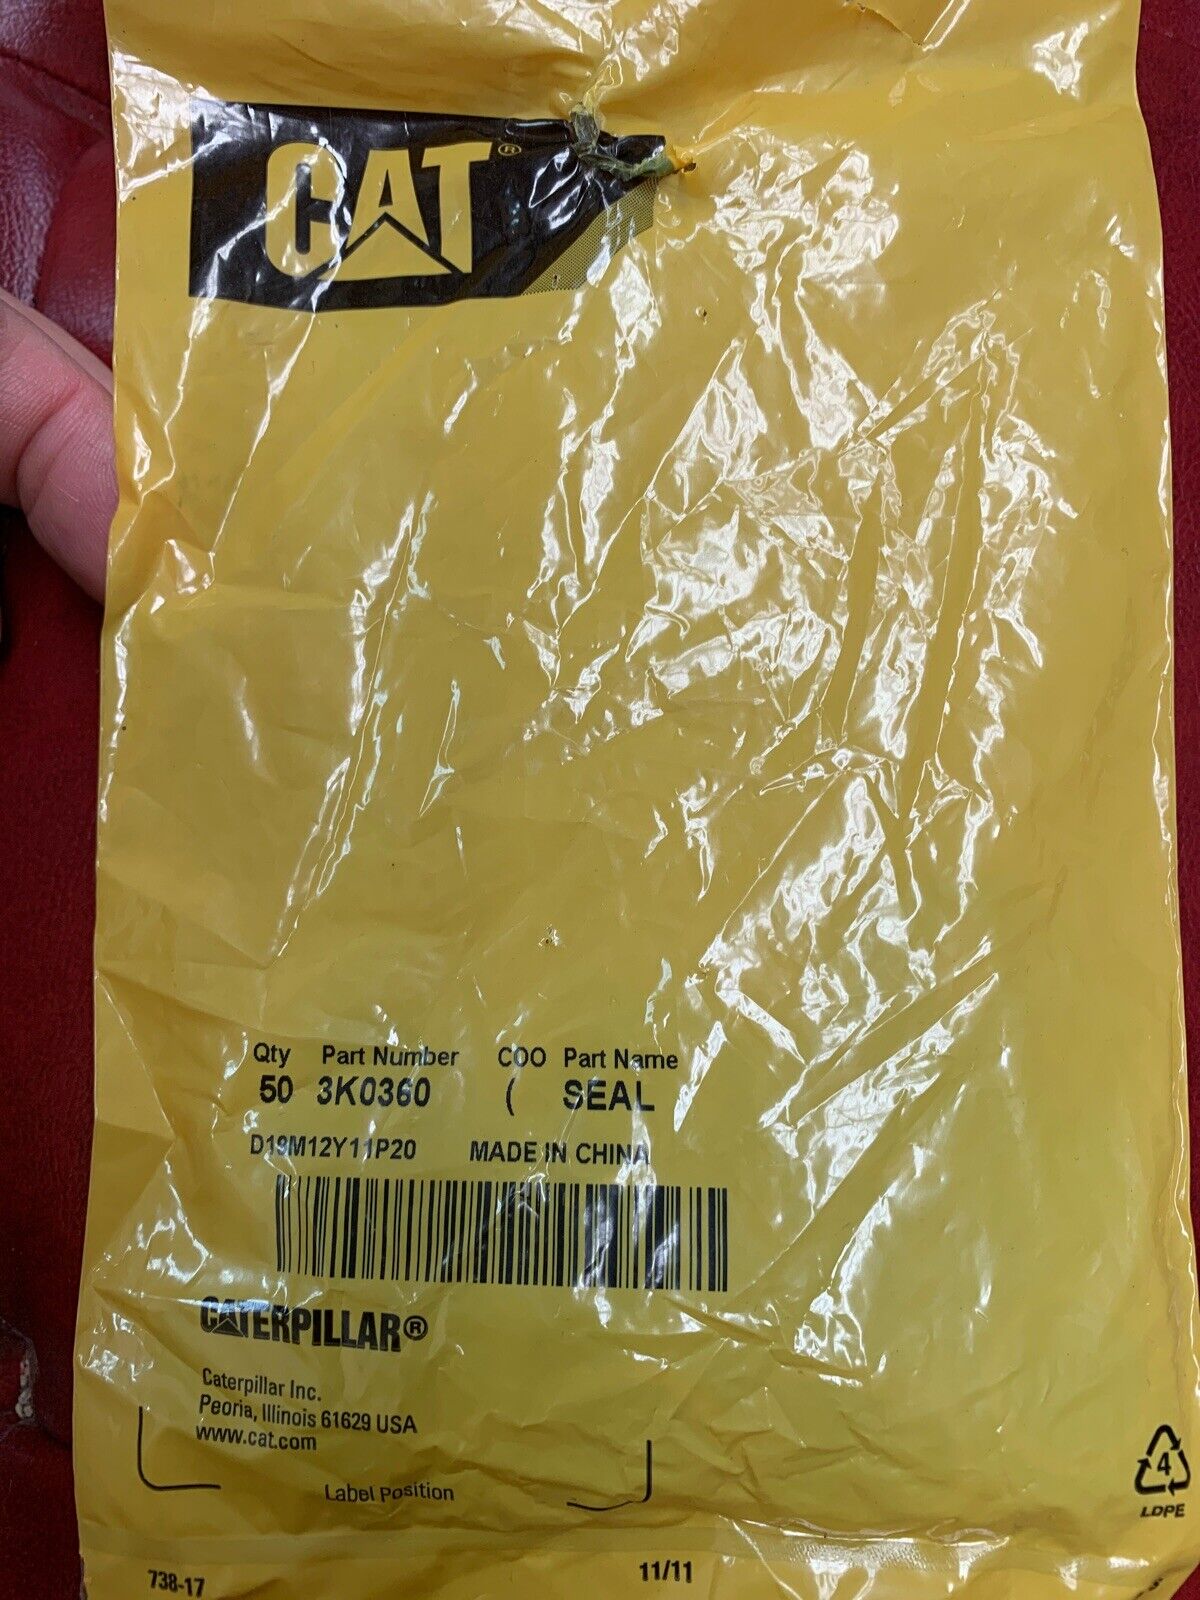 CAT®
Qty Part Number COO Part Name
50 3K0360 ( SEAL
D19M12Y11P20 MADE IN CHINA
CATERPILLAR®
Caterpillar Inc.
Peoria, Illinois 61629 USA
www.cat.com
Label Position
4
LDPE
738-17 11/11